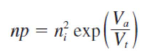 np = n_i^2 exp(V_a / V_t)